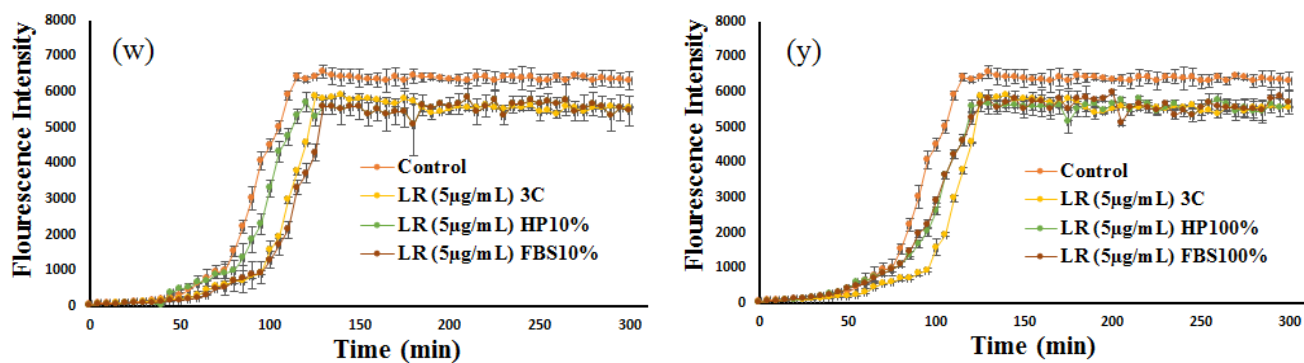 (w)
Flourescence Intensity
8000
7000
6000
5000
4000
3000
2000
1000
0
Control
LR (5µg/mL) 3C
LR (5µg/mL) HP10%
LR (5µg/mL) FBS10%
0 50 100 150 200 250 300
Time (min)
(y)
Flourescence Intensity
8000
7000
6000
5000
4000
3000
2000
1000
0
Control
LR (5µg/mL) 3C
LR (5µg/mL) HP100%
LR (5µg/mL) FBS100%
0 50 100 150 200 250 300
Time (min)